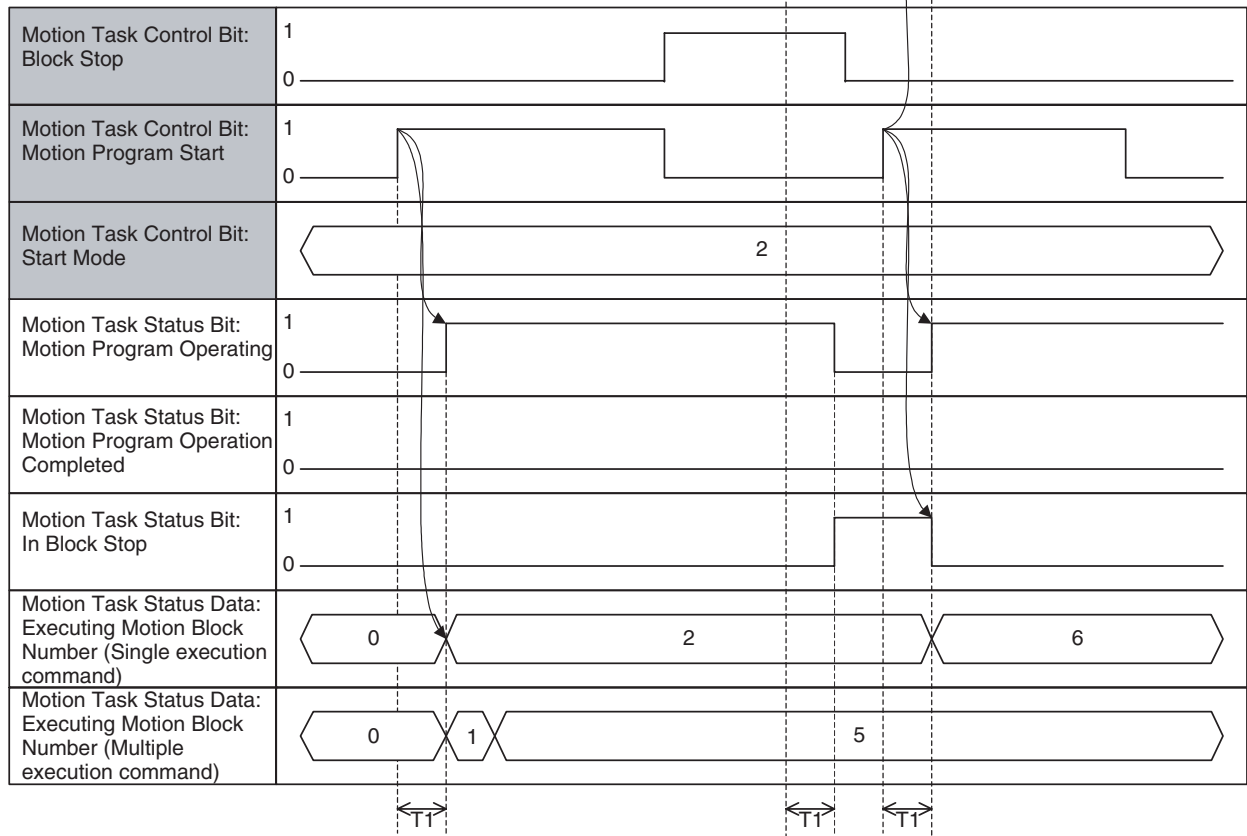 Motion Task Control Bit:
Block Stop
1
0
Motion Task Control Bit:
Motion Program Start
1
0
Motion Task Control Bit:
Start Mode
2
Motion Task Status Bit:
Motion Program Operating
1
0
Motion Task Status Bit:
Motion Program Operation
Completed
1
0
Motion Task Status Bit:
In Block Stop
1
0
Motion Task Status Data:
Executing Motion Block
Number (Single execution
command)
0
2
6
Motion Task Status Data:
Executing Motion Block
Number (Multiple
execution command)
0
1
5
T1
T1
T1